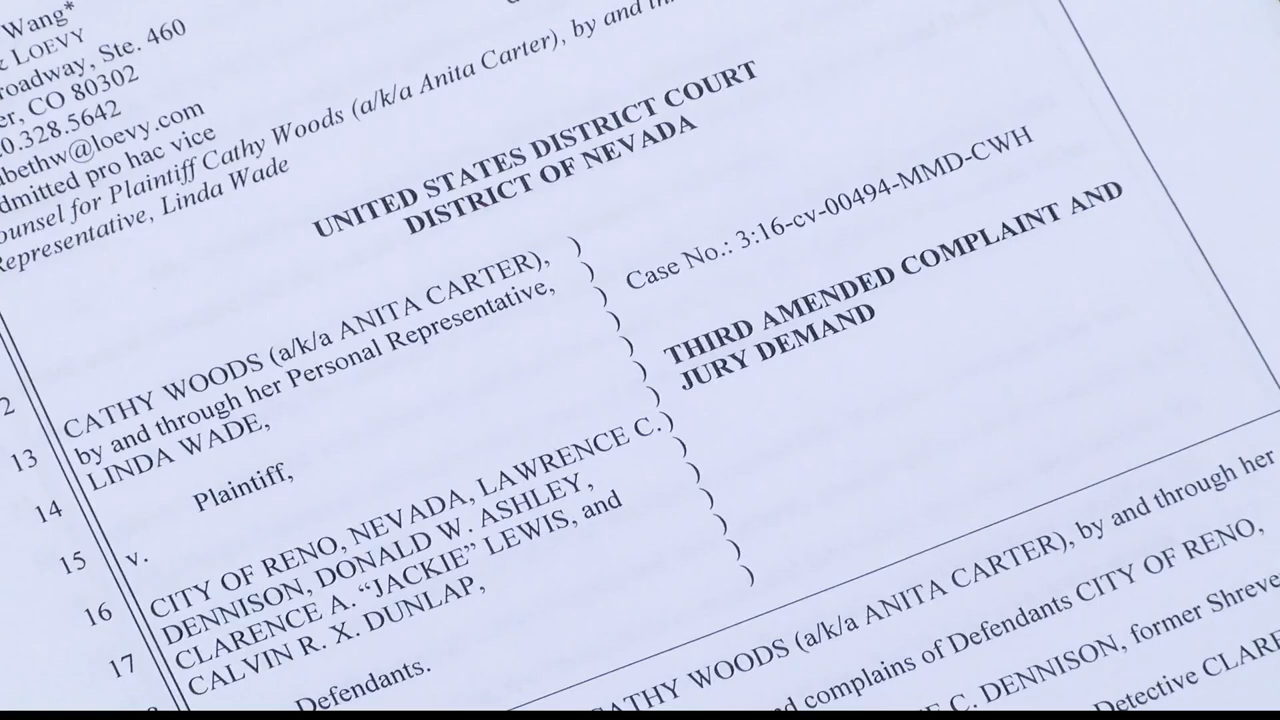 Wang*
& LOEVY
roadway, Ste. 460
er, CO 80302
0.328.5642
abethw@loevy.com
dmitted pro hac vice
ounsel for Plaintiff Cathy Woods (a/k/a Anita Carter), by and
Representative, Linda Wade
UNITED STATES DISTRICT COURT
DISTRICT OF NEVADA
CATHY WOODS (a/k/a ANITA CARTER),
by and through her Personal Representative,
LINDA WADE,
Plaintiff,
v.
CITY OF RENO, NEVADA, LAWRENCE C.
DENNISON, DONALD W. ASHLEY,
CLARENCE A. “JACKIE” LEWIS, and
CALVIN R. X. DUNLAP,
Defendants.
)
)
)
)
)
)
)
)
)
)
)
)
)
Case No.: 3:16-cv-00494-MMD-CWH
THIRD AMENDED COMPLAINT AND
JURY DEMAND
2
13
14
15
16
17
CATHY WOODS (a/k/a ANITA CARTER), by and through her
d complains of Defendants CITY OF RENO,
C. DENNISON, former Shreve
Detective CLARE